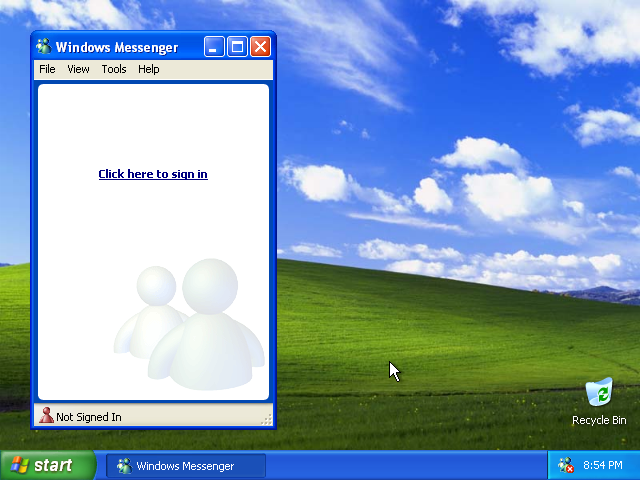 Windows Messenger
File View Tools Help
Click here to sign in
Not Signed In
Recycle Bin
start
Windows Messenger
8:54 PM